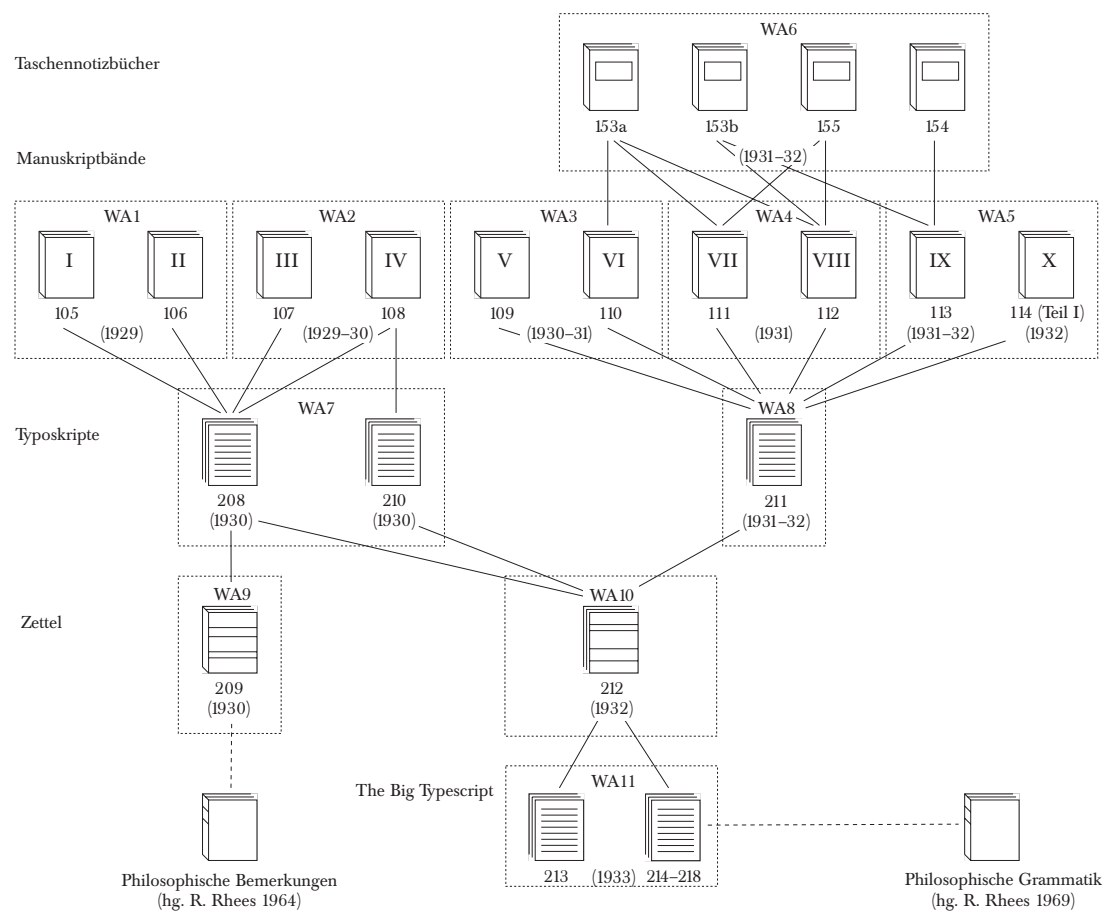 WA6
Taschennotizbücher
153a 153b 155 154
(1931–32)
Manuskriptbände
WA1 WA2 WA3 WA4 WA5
I II III IV V VI VII VIII IX X
105 106 107 108 109 110 111 112 113 114 (Teil I)
(1929) (1929–30) (1930–31) (1931) (1931–32) (1932)
WA7 WA8
Typoskripte
208 210 211
(1930) (1930) (1931–32)
WA9 WA10
Zettel
209 212
(1930) (1932)
WA11
The Big Typescript
213 (1933) 214–218
Philosophische Bemerkungen
(hg. R. Rhees 1964)
Philosophische Grammatik
(hg. R. Rhees 1969)